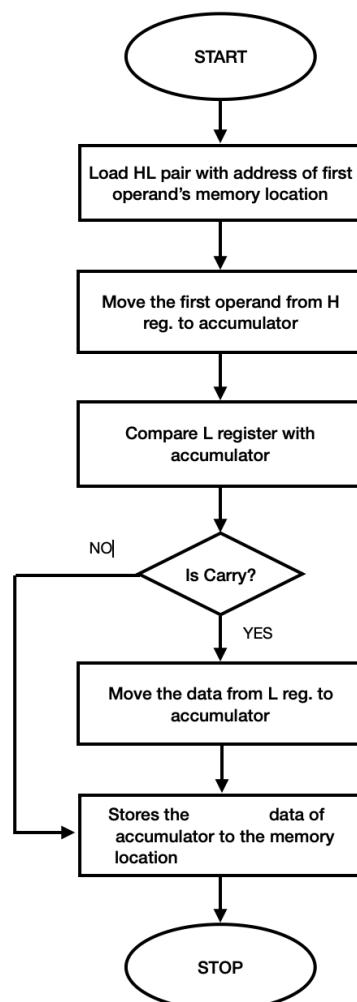 START
Load HL pair with address of first
operand's memory location
Move the first operand from H
reg. to accumulator
Compare L register with
accumulator
NO
Is Carry?
YES
Move the data from L reg. to
accumulator
Stores the data of
accumulator to the memory
location
STOP